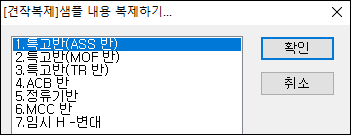 [견작복제]샘플 내용 복제하기...
1.특고반(ASS 반)
2.특고반(MOF 반)
3.특고반(TR 반)
4.ACB 반
5.정류기반
6.MCC 반
7.임시 H -변대
확인
취소